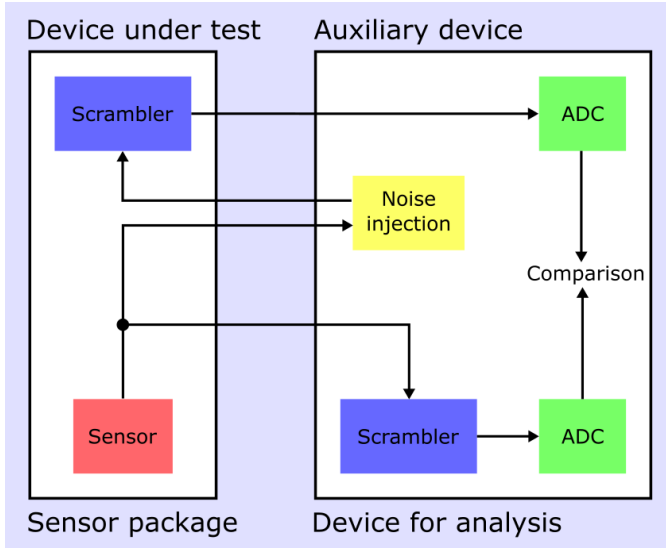 Device under test
Auxiliary device
Scrambler
ADC
Noise
injection
Comparison
Sensor
Scrambler
ADC
Sensor package
Device for analysis